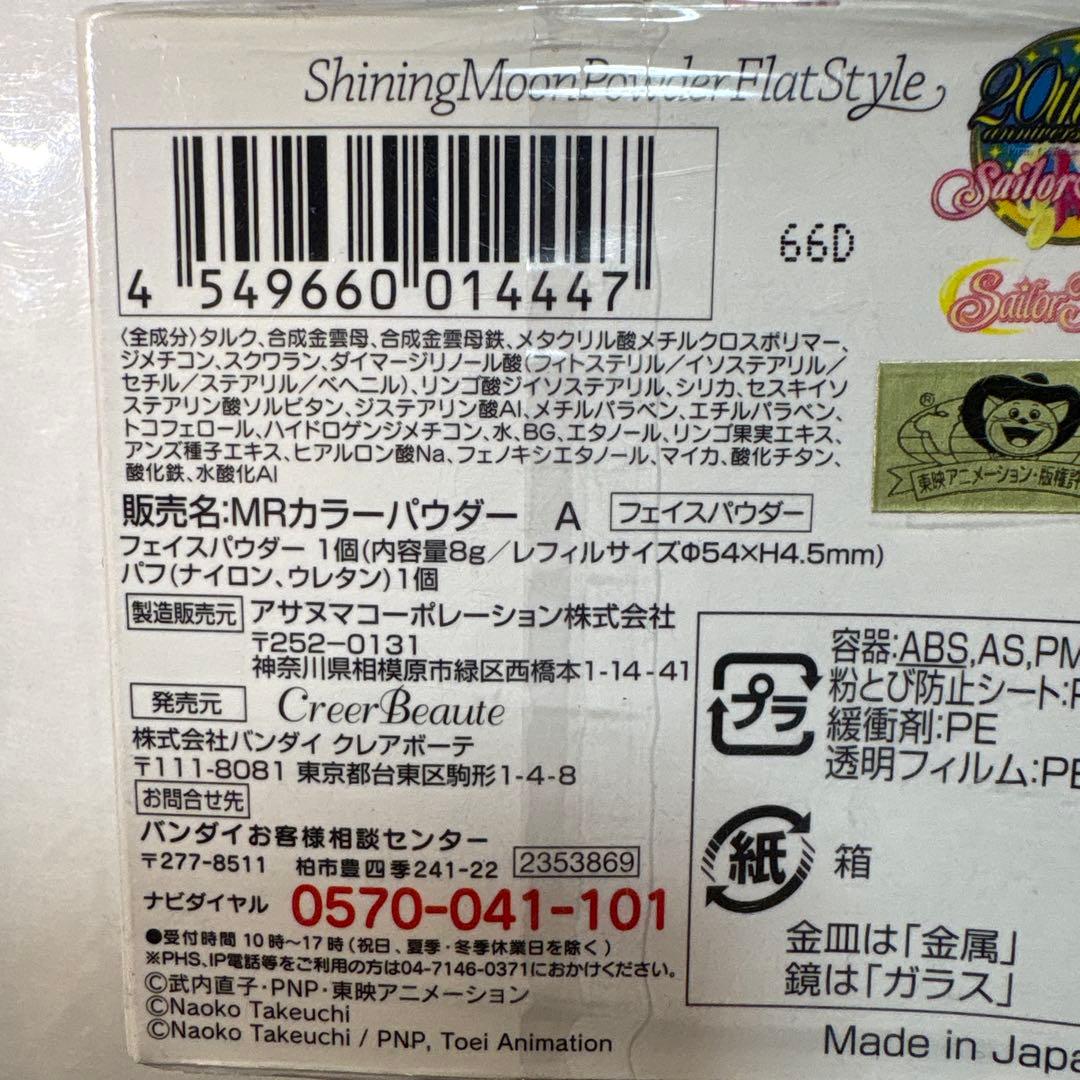 ShiningMoonPowderFlatStyle
20th
anniversary
Sailor
Sailor
66D
4 549660 014447
〈全成分〉タルク、合成金雲母、合成金雲母鉄、メタクリル酸メチルクロスポリマー、
ジメチコン、スクワラン、ダイマージリノール酸(フィトステリル/イソステアリル/
セチル/ステアリル/ベヘニル)、リンゴ酸ジイソステアリル、シリカ、セスキイソ
ステアリン酸ソルビタン、ジステアリン酸Al、メチルパラベン、エチルパラベン、
トコフェロール、ハイドロゲンジメチコン、水、BG、エタノール、リンゴ果実エキス、
アンズ種子エキス、ヒアルロン酸Na、フェノキシエタノール、マイカ、酸化チタン、
酸化鉄、水酸化Al
®
東映アニメーション・版権許
販売名:MRカラーパウダー A フェイスパウダー
フェイスパウダー 1個(内容量8g/レフィルサイズΦ54×H4.5mm)
パフ(ナイロン、ウレタン)1個
製造販売元 アサヌマコーポレーション株式会社
〒252-0131
神奈川県相模原市緑区西橋本1-14-41
発売元 CreerBeaute
株式会社バンダイ クレアボーテ
〒111-8081 東京都台東区駒形1-4-8
お問合せ先
バンダイお客様相談センター
〒277-8511 柏市豊四季241-22 2353869
ナビダイヤル 0570-041-101
●受付時間 10時~17時(祝日、夏季・冬季休業日を除く)
※PHS、IP電話等をご利用の方は04-7146-0371におかけください。
©武内直子・PNP・東映アニメーション
©Naoko Takeuchi
©Naoko Takeuchi / PNP, Toei Animation
プラ
容器:ABS,AS,PM
粉とび防止シート:P
緩衝剤:PE
透明フィルム:PE
紙 箱
金皿は「金属」
鏡は「ガラス」
Made in Japa